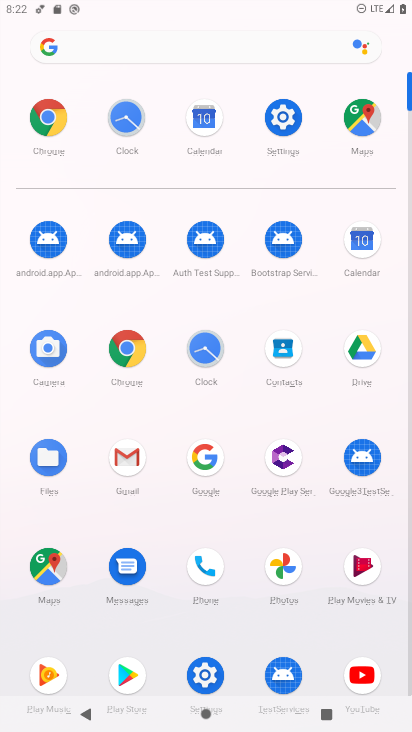 8:22 LTE
Chrome Clock Calendar Settings Maps
android.app.Ap... android.app.Ap... Auth Test Supp... Bootstrap Servi... Calendar
Camera Chrome Clock Contacts Drive
Files Gmail Google Google Play Ser Google3TestSe...
Maps Messages Phone Photos Play Movies & TV
Play Music Play Store Settings TestServices YouTube